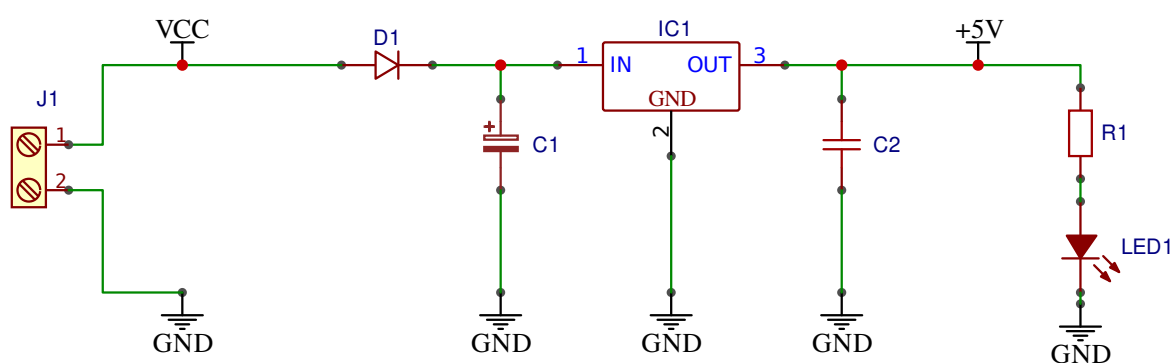 VCC
D1
IC1
+5V
1
IN
OUT
3
GND
J1
1
2
+
C1
2
C2
R1
LED1
GND
GND
GND
GND
GND